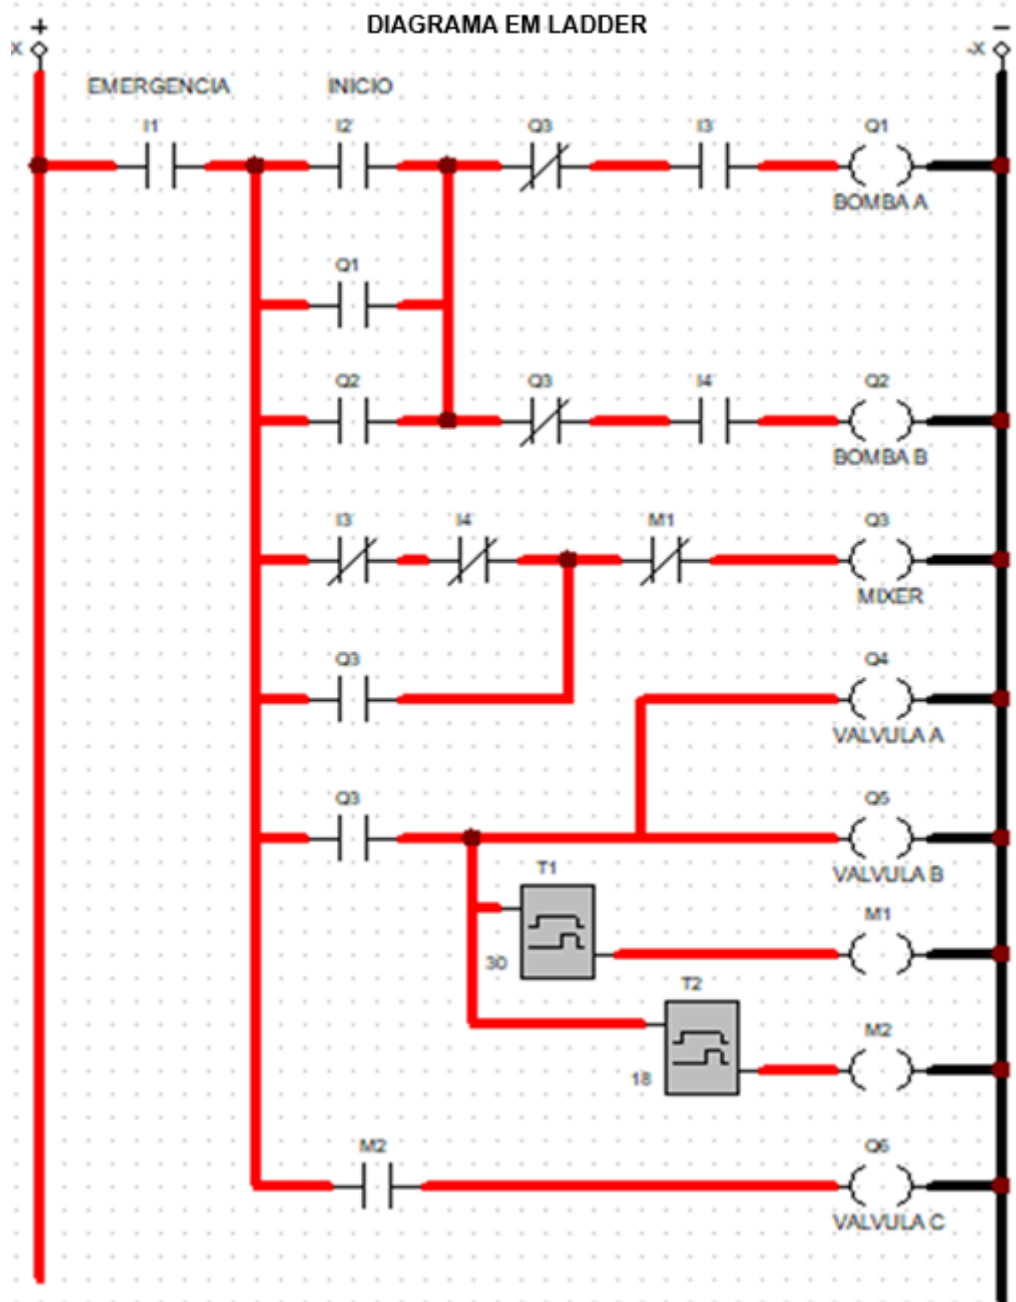 DIAGRAMA EM LADDER
+
−
X
-X
EMERGENCIA INICIO
I1 I2 Q3 I3 Q1
BOMBA A
Q1
Q2 Q3 I4 Q2
BOMBA B
I3 I4 M1 Q3
MIXER
Q3 Q4
VALVULA A
Q3 Q5
VALVULA B
T1
M1
30
T2
M2
18
M2 Q6
VALVULA C